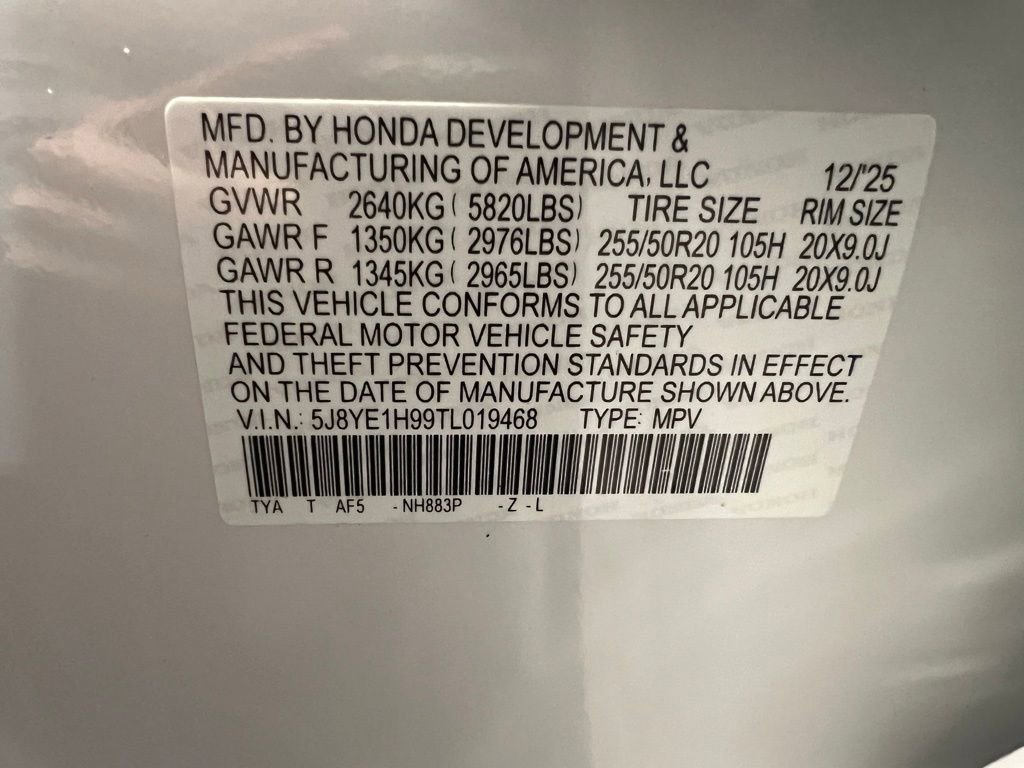 MFD. BY HONDA DEVELOPMENT &
MANUFACTURING OF AMERICA, LLC 12/'25
GVWR 2640KG( 5820LBS) TIRE SIZE RIM SIZE
GAWR F 1350KG( 2976LBS) 255/50R20 105H 20X9.0J
GAWR R 1345KG( 2965LBS) 255/50R20 105H 20X9.0J
THIS VEHICLE CONFORMS TO ALL APPLICABLE
FEDERAL MOTOR VEHICLE SAFETY
AND THEFT PREVENTION STANDARDS IN EFFECT
ON THE DATE OF MANUFACTURE SHOWN ABOVE.
V.I.N.: 5J8YE1H99TL019468 TYPE: MPV
TYA T AF5 -NH883P -Z -L